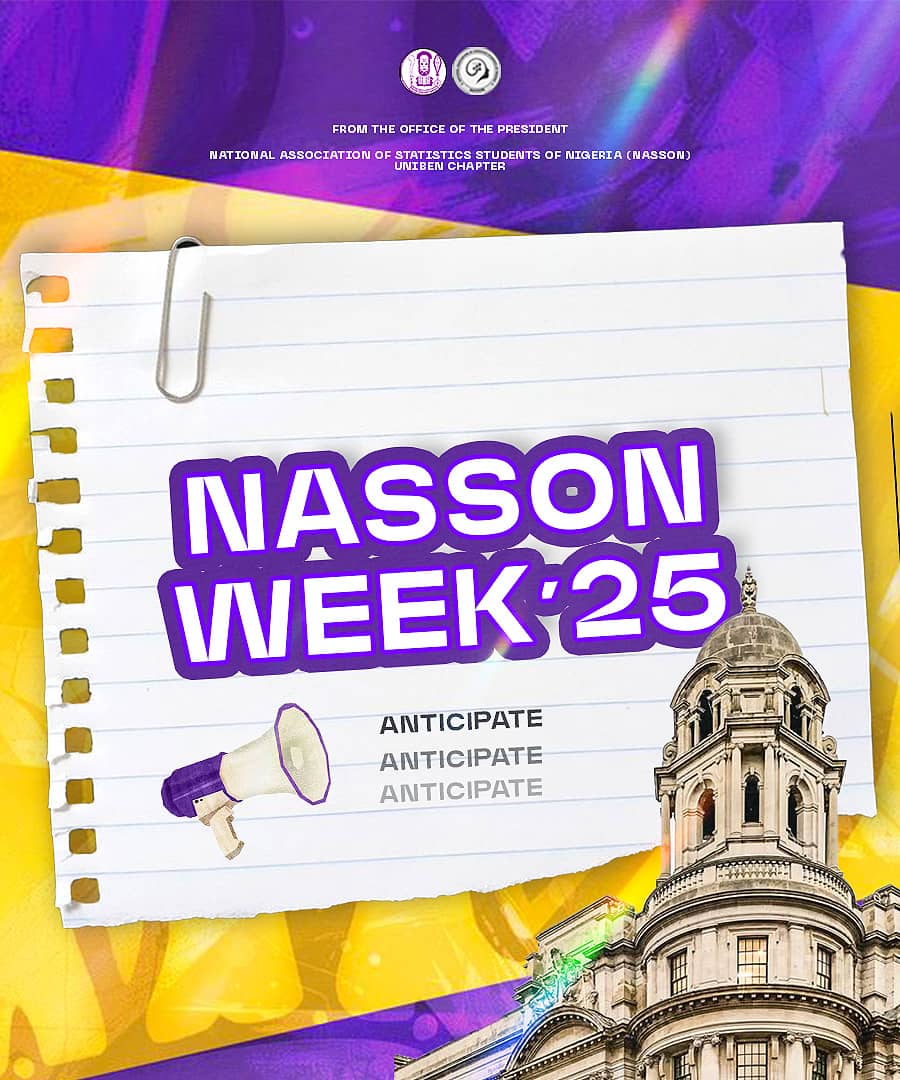 FROM THE OFFICE OF THE PRESIDENT
NATIONAL ASSOCIATION OF STATISTICS STUDENTS OF NIGERIA (NASSON)
UNIBEN CHAPTER
NASSON
WEEK'25
ANTICIPATE
ANTICIPATE
ANTICIPATE